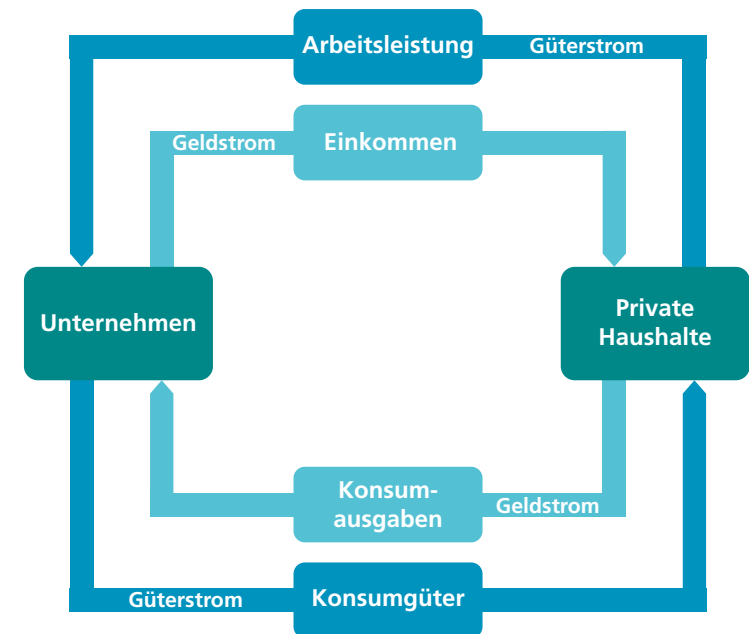 Arbeitsleistung
Güterstrom
Geldstrom
Einkommen
Unternehmen
Private
Haushalte
Konsum-
ausgaben
Geldstrom
Güterstrom
Konsumgüter